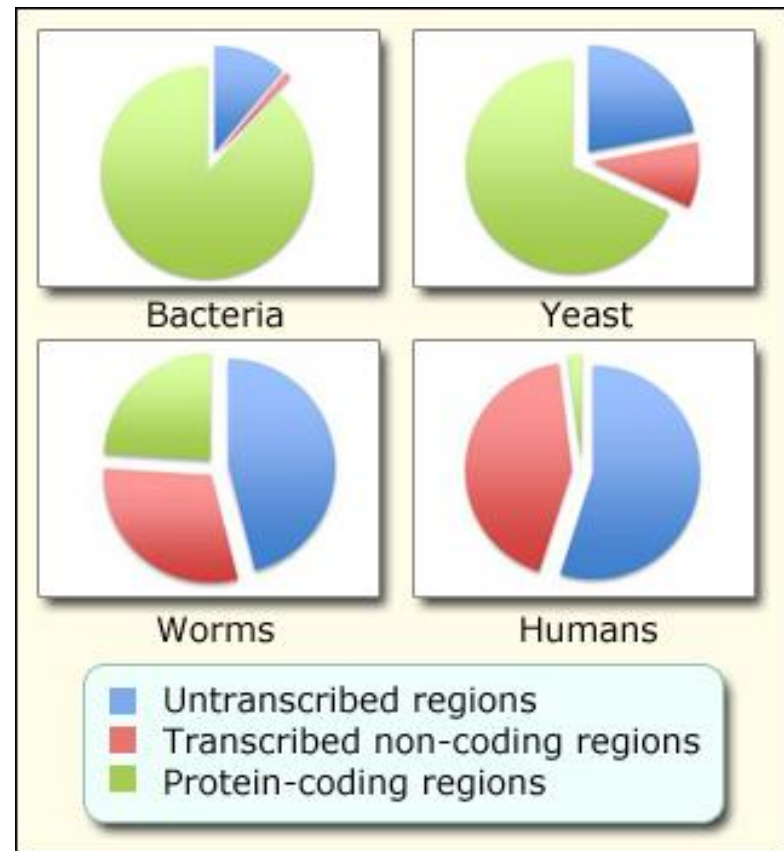 Bacteria
Yeast
Worms
Humans
Untranscribed regions
Transcribed non-coding regions
Protein-coding regions